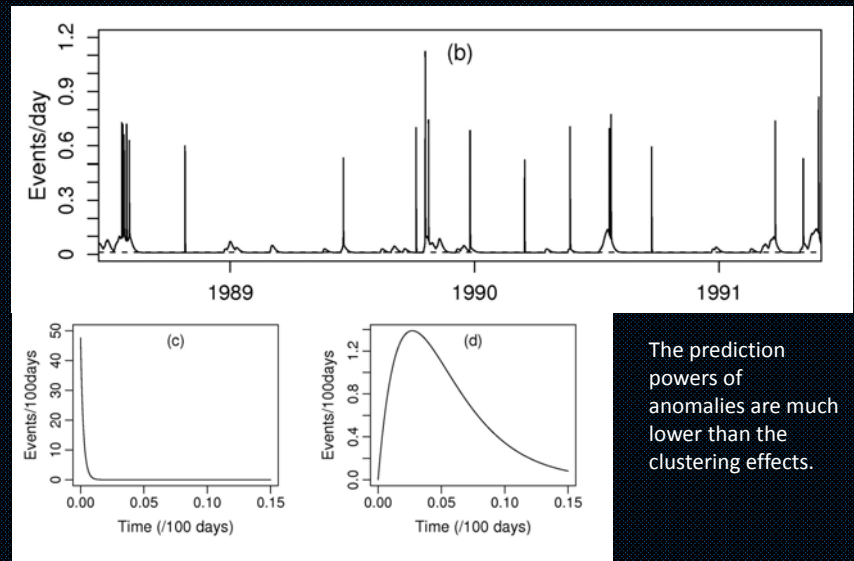 (b)
Events/day
1.2
0.9
0.6
0.3
0
1989
1990
1991
(c)
Events/100days
50
40
30
20
10
0
0.00
0.05
0.10
0.15
Time (/100 days)
(d)
Events/100days
1.2
0.8
0.4
0.0
0.00
0.05
0.10
0.15
Time (/100 days)
The prediction
powers of
anomalies are much
lower than the
clustering effects.